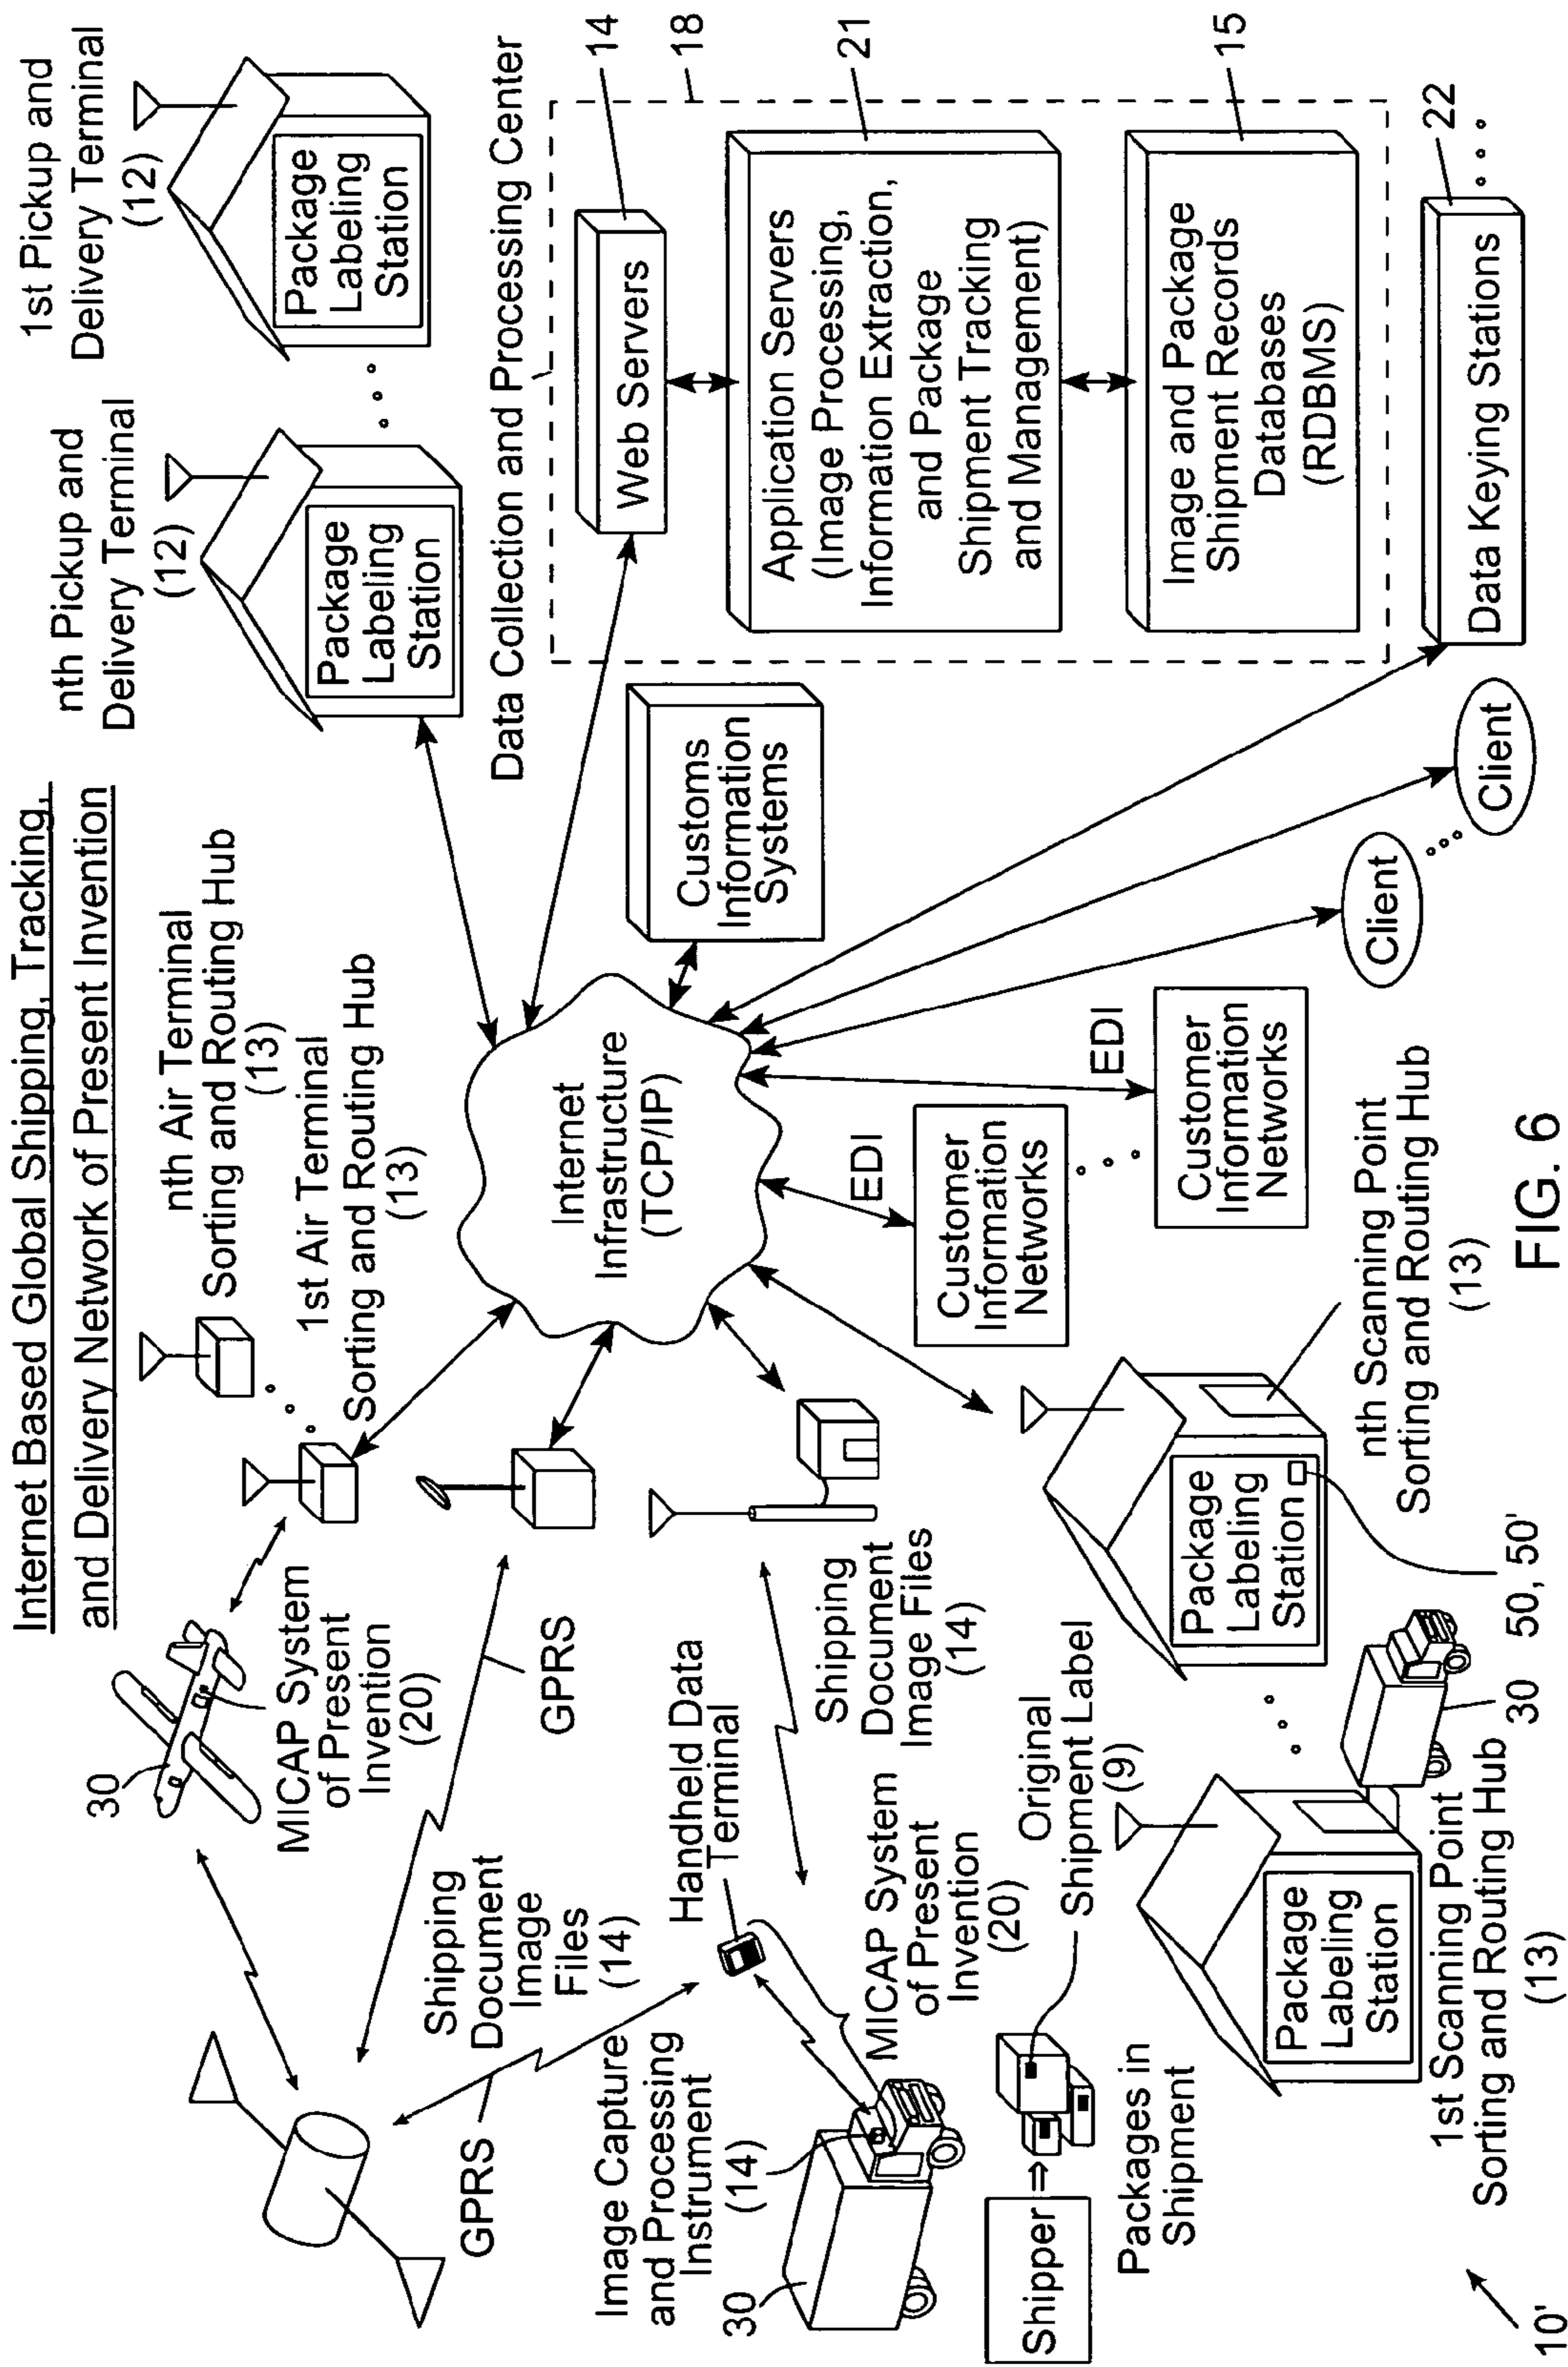 Internet Based Global Shipping, Tracking,
and Delivery Network of Present Invention
1st Pickup and
Delivery Terminal
(12)
Package
Labeling
Station
nth Pickup and
Delivery Terminal
(12)
Package
Labeling
Station
nth Air Terminal
Sorting and Routing Hub
(13)
1st Air Terminal
Sorting and Routing Hub
(13)
30
MICAP System
of Present
Invention
(20)
GPRS
Shipping
Document
Image
Files
(14)
GPRS
Handheld Data
Terminal
Shipping
Document
Image Files
(14)
Image Capture
and Processing
Instrument
(14)
30
MICAP System
of Present
Invention
(20)
Original
Shipment Label
(9)
Shipper ⇒
Packages in
Shipment
Internet
Infrastructure
(TCP/IP)
Data Collection and Processing Center
14
Web Servers
18
21
Application Servers
(Image Processing,
Information Extraction,
and Package
Shipment Tracking
and Management)
15
Image and Package
Shipment Records
Databases
(RDBMS)
22
Data Keying Stations
Customs
Information
Systems
Client
Client
EDI
Customer
Information
Networks
EDI
Customer
Information
Networks
Package
Labeling
Station
1st Scanning Point
Sorting and Routing Hub
(13)
30
Package
Labeling
Station
50, 50'
nth Scanning Point
Sorting and Routing Hub
(13)
10'
FIG. 6